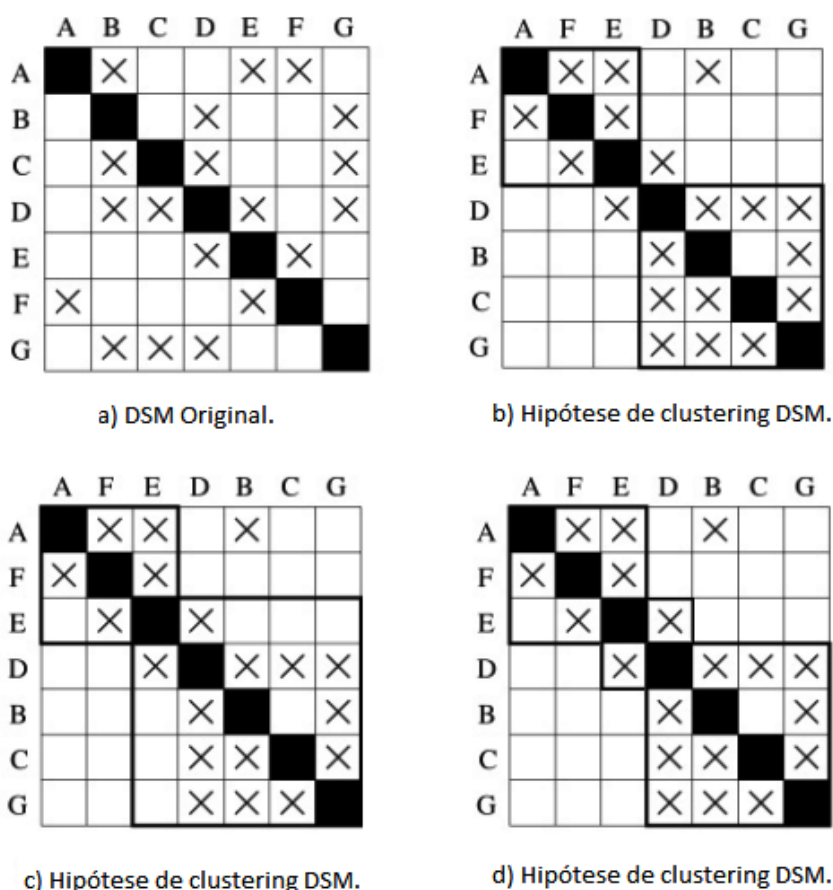 A B C D E F G
A
B
C
D
E
F
G
a) DSM Original.
A F E D B C G
A
F
E
D
B
C
G
b) Hipótese de clustering DSM.
A F E D B C G
A
F
E
D
B
C
G
c) Hipótese de clustering DSM.
A F E D B C G
A
F
E
D
B
C
G
d) Hipótese de clustering DSM.